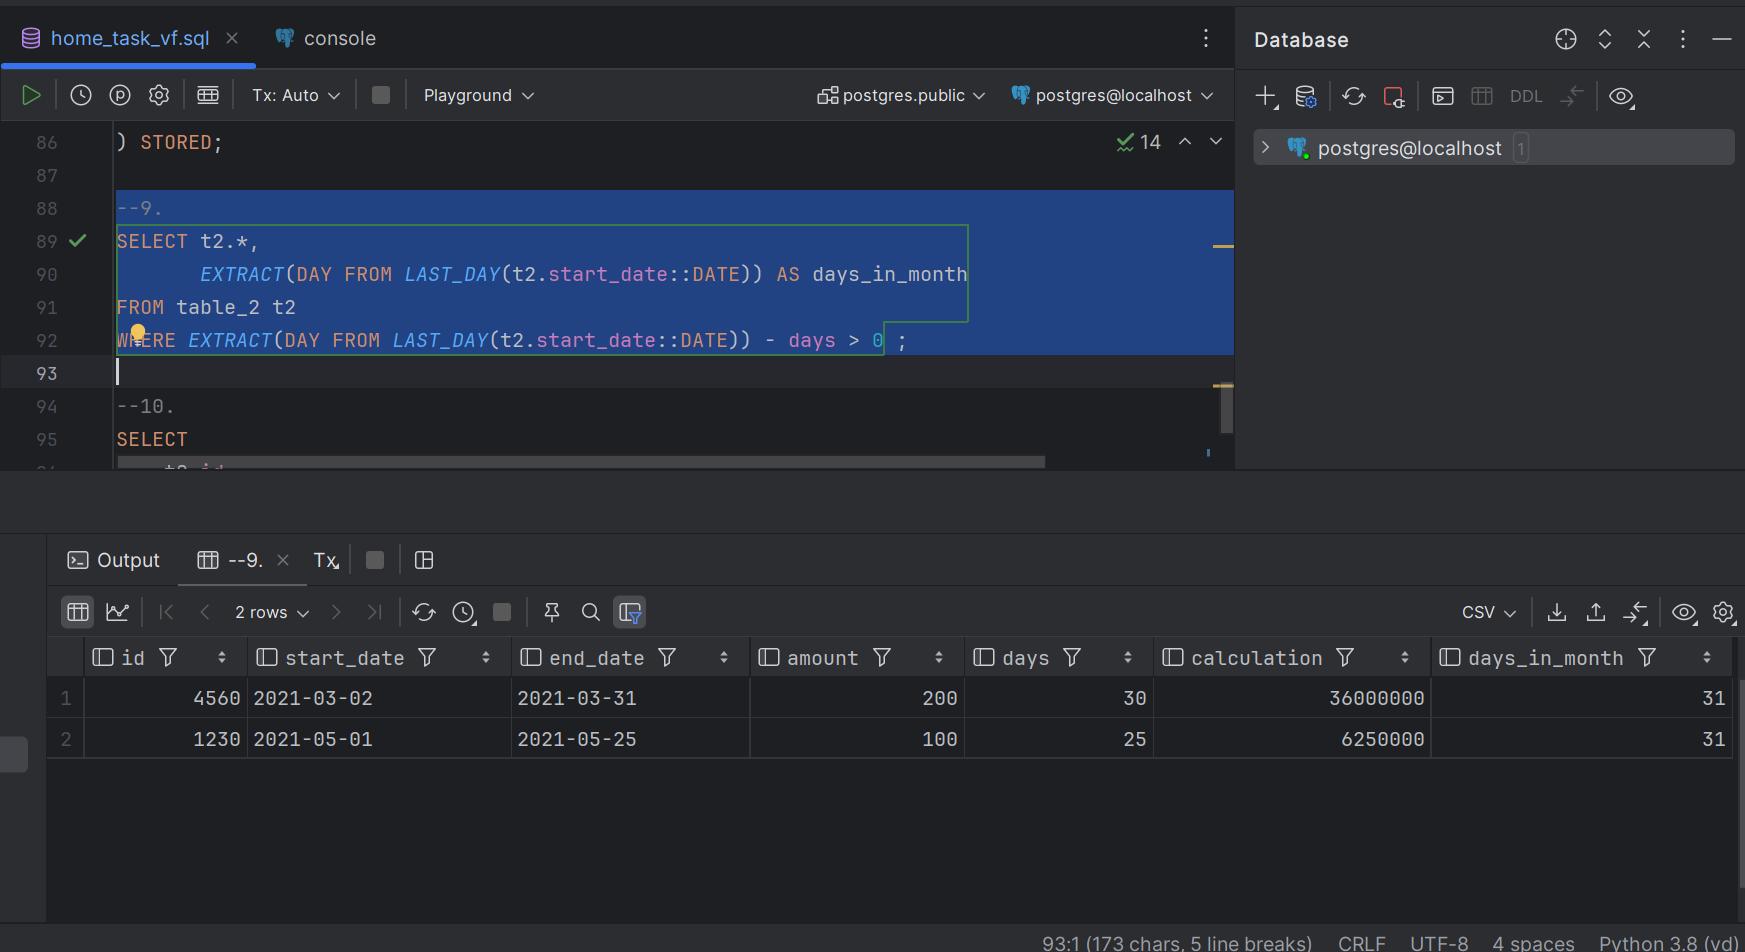 home_task_vf.sql
console
Database
Tx: Auto
Playground
postgres.public
postgres@localhost
DDL
postgres@localhost 1
86 ) STORED;
14
87
88 --9.
89 SELECT t2.*,
90 EXTRACT(DAY FROM LAST_DAY(t2.start_date::DATE)) AS days_in_month
91 FROM table_2 t2
92 WHERE EXTRACT(DAY FROM LAST_DAY(t2.start_date::DATE)) - days > 0 ;
93
94 --10.
95 SELECT
Output
--9.
Tx
2 rows
CSV
id start_date end_date amount days calculation days_in_month
1 4560 2021-03-02 2021-03-31 200 30 36000000 31
2 1230 2021-05-01 2021-05-25 100 25 6250000 31
93:1 (173 chars, 5 line breaks) CRLF UTF-8 4 spaces Python 3.8 (vd)